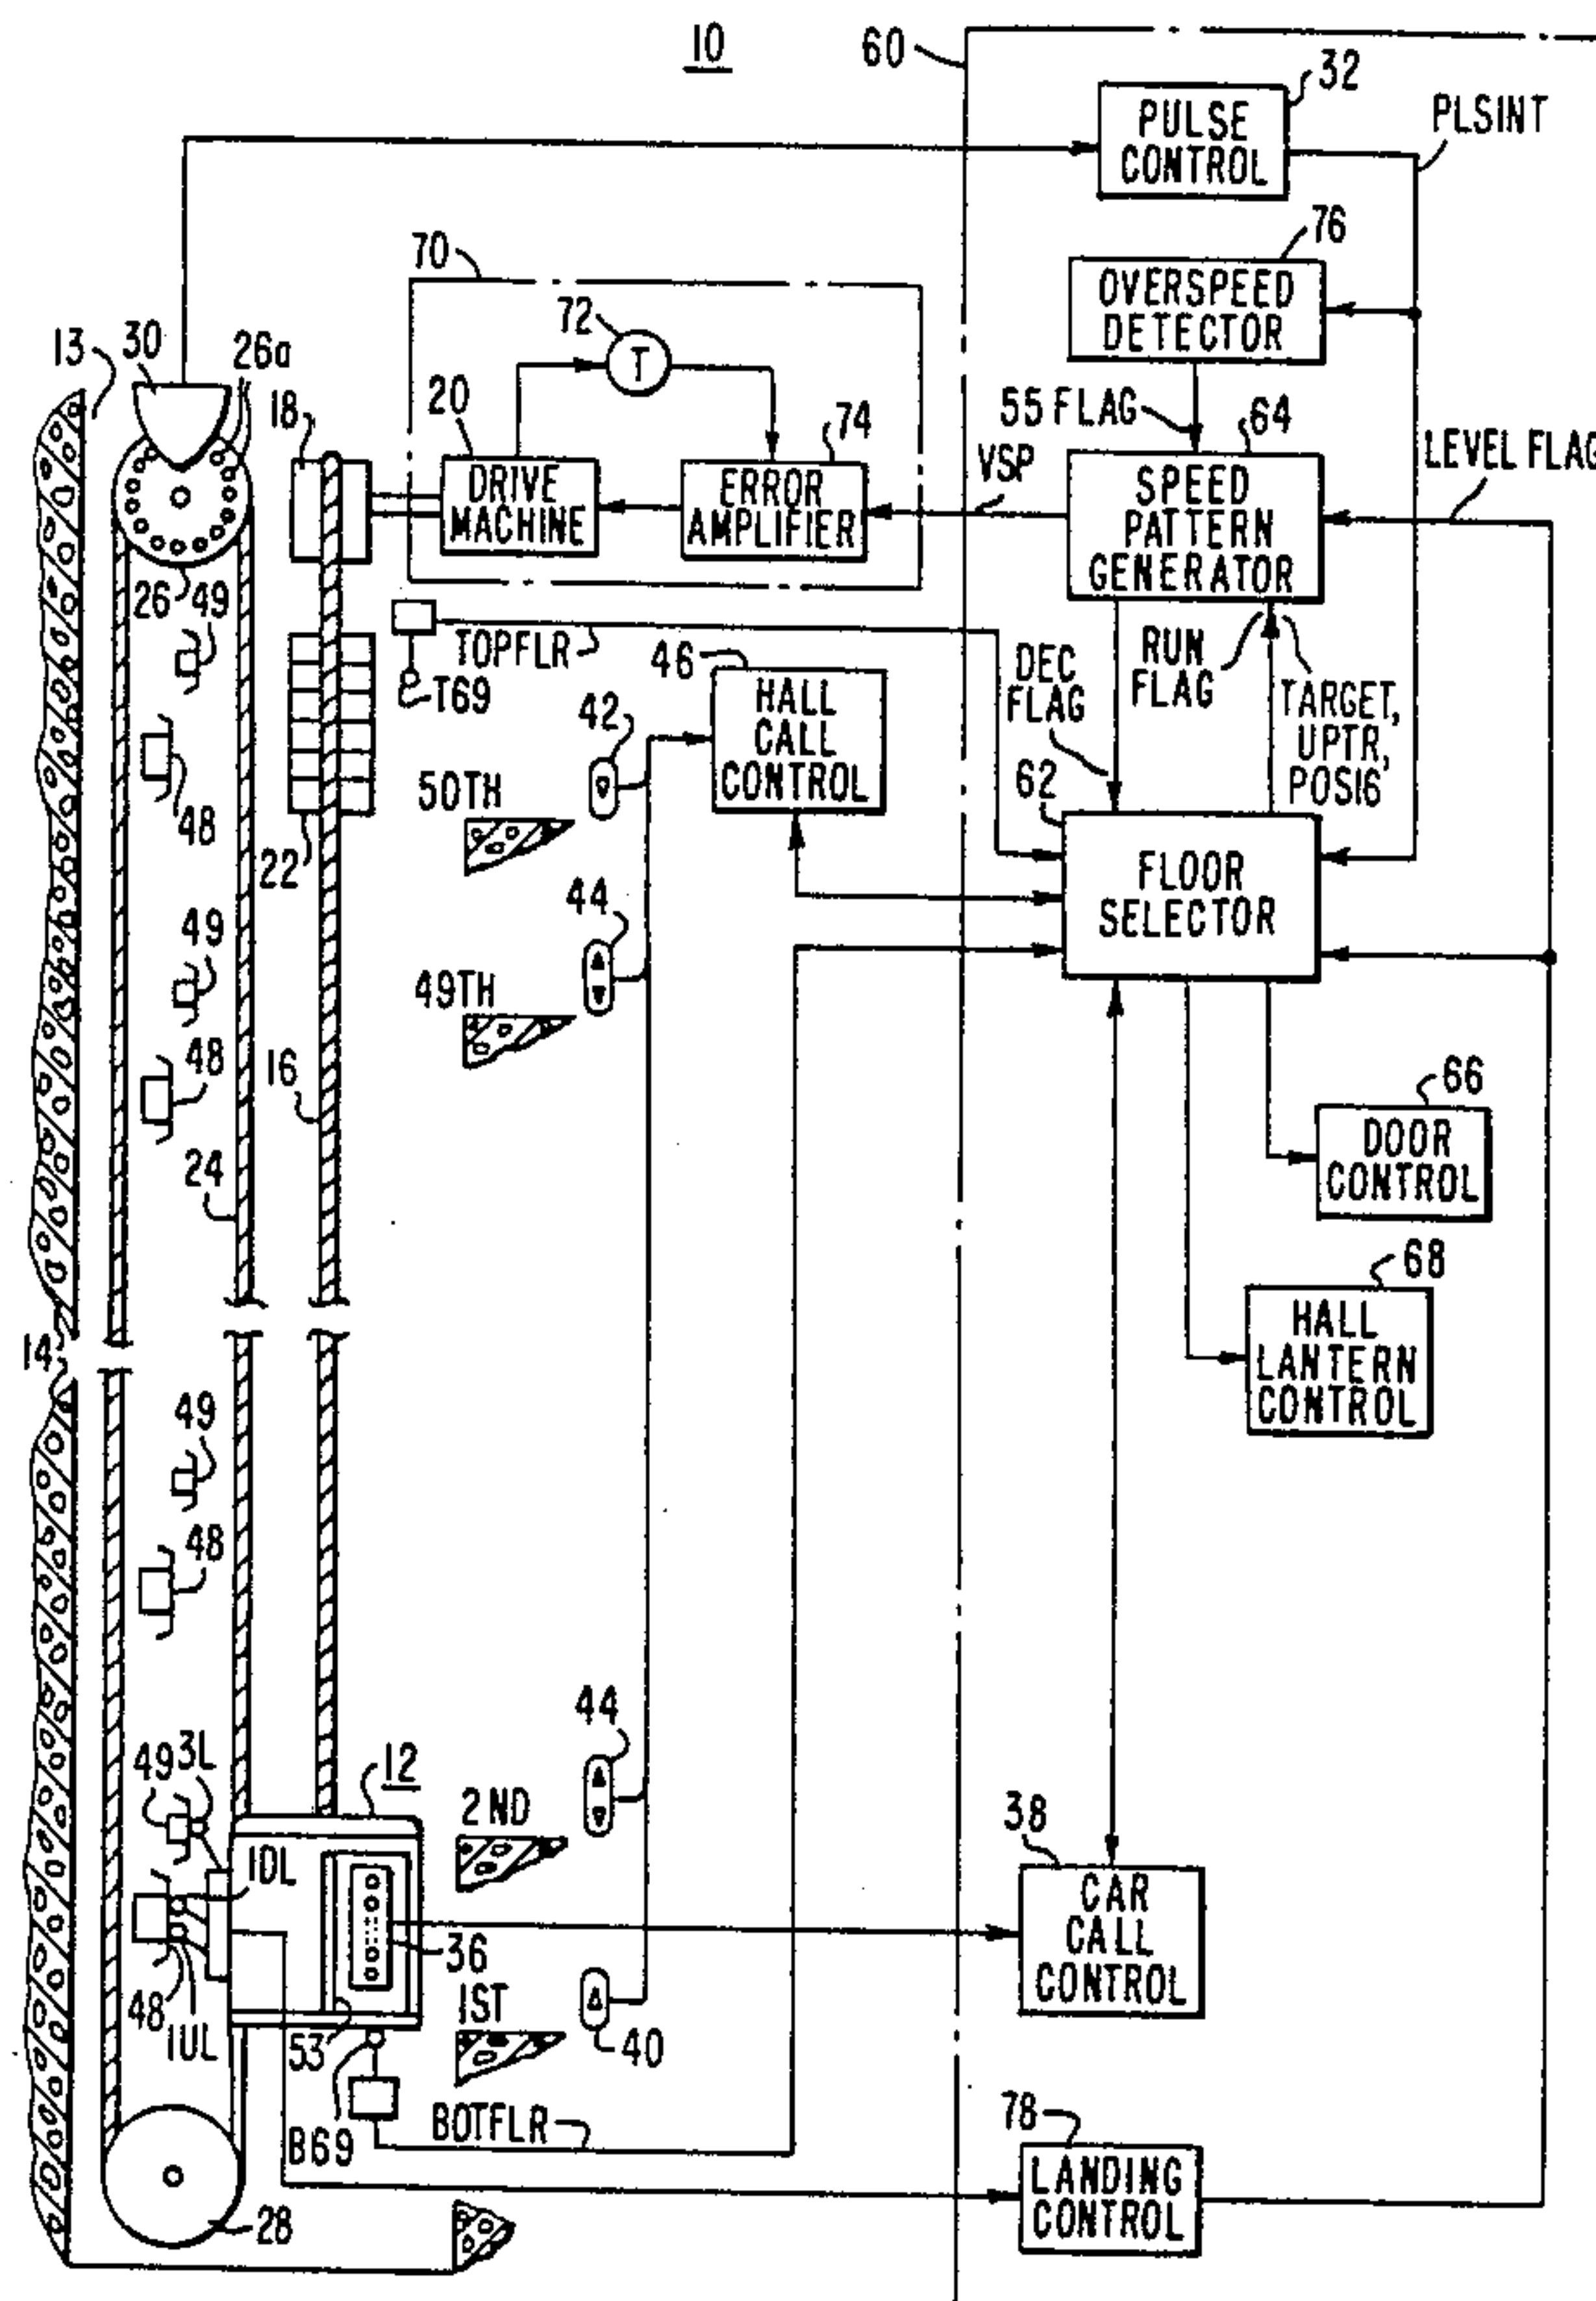 10
60
32
PULSE
CONTROL
PLSINT
76
OVERSPEED
DETECTOR
70
72
T
13
30
26a
18
20
DRIVE
MACHINE
74
ERROR
AMPLIFIER
VSP
55 FLAG
64
SPEED
PATTERN
GENERATOR
LEVEL FLAG
26
49
TOPFLR
T69
46
HALL
CALL
CONTROL
DEC
FLAG
RUN
FLAG
TARGET,
UPTR,
POS16
48
22
42
50TH
62
FLOOR
SELECTOR
49
44
49TH
48
16
24
66
DOOR
CONTROL
68
HALL
LANTERN
CONTROL
14
49
48
44
49
3L
12
2ND
38
CAR
CALL
CONTROL
1DL
36
48
1UL
53
1ST
40
B69
BOTFLR
78
LANDING
CONTROL
28